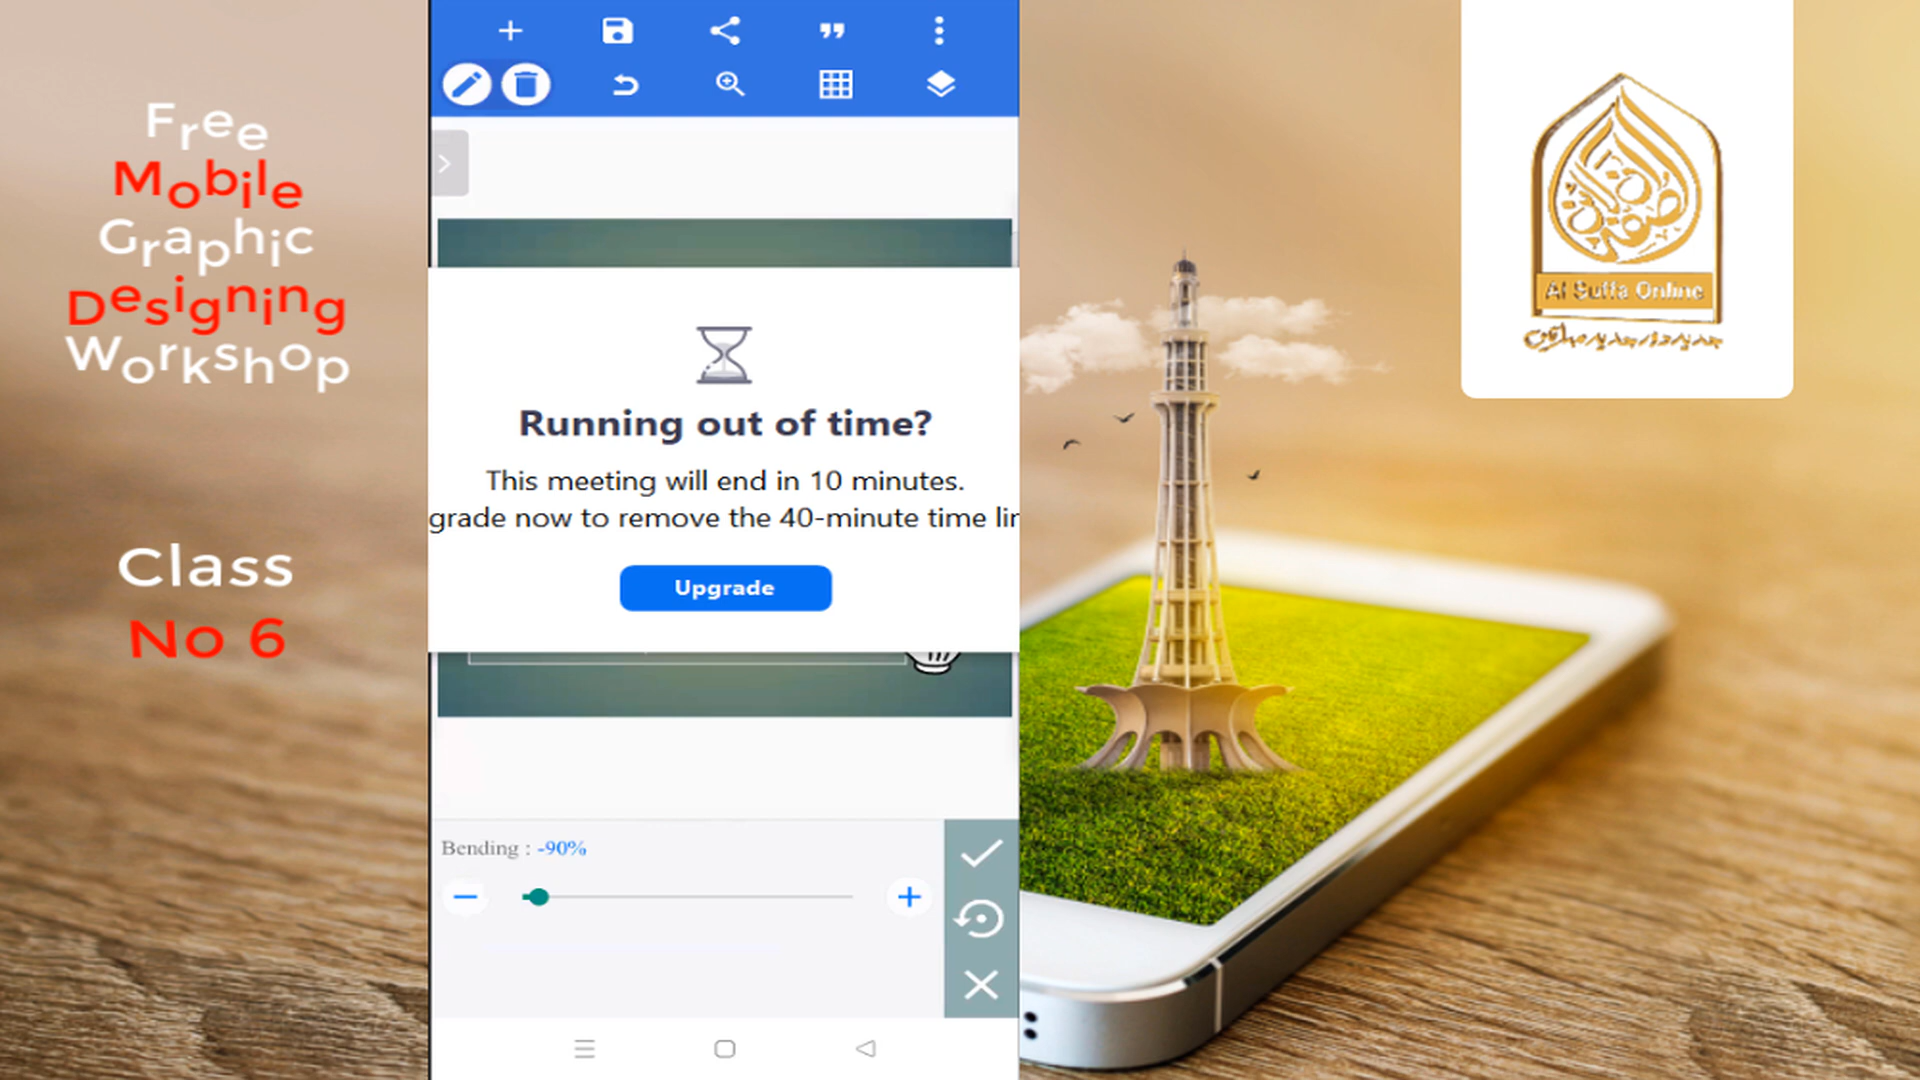 Free
Mobile
Graphic
Designing
Workshop
Class
No 6
Running out of time?
This meeting will end in 10 minutes.
grade now to remove the 40-minute time li
Upgrade
Bending : -90%
Al Suffa Online